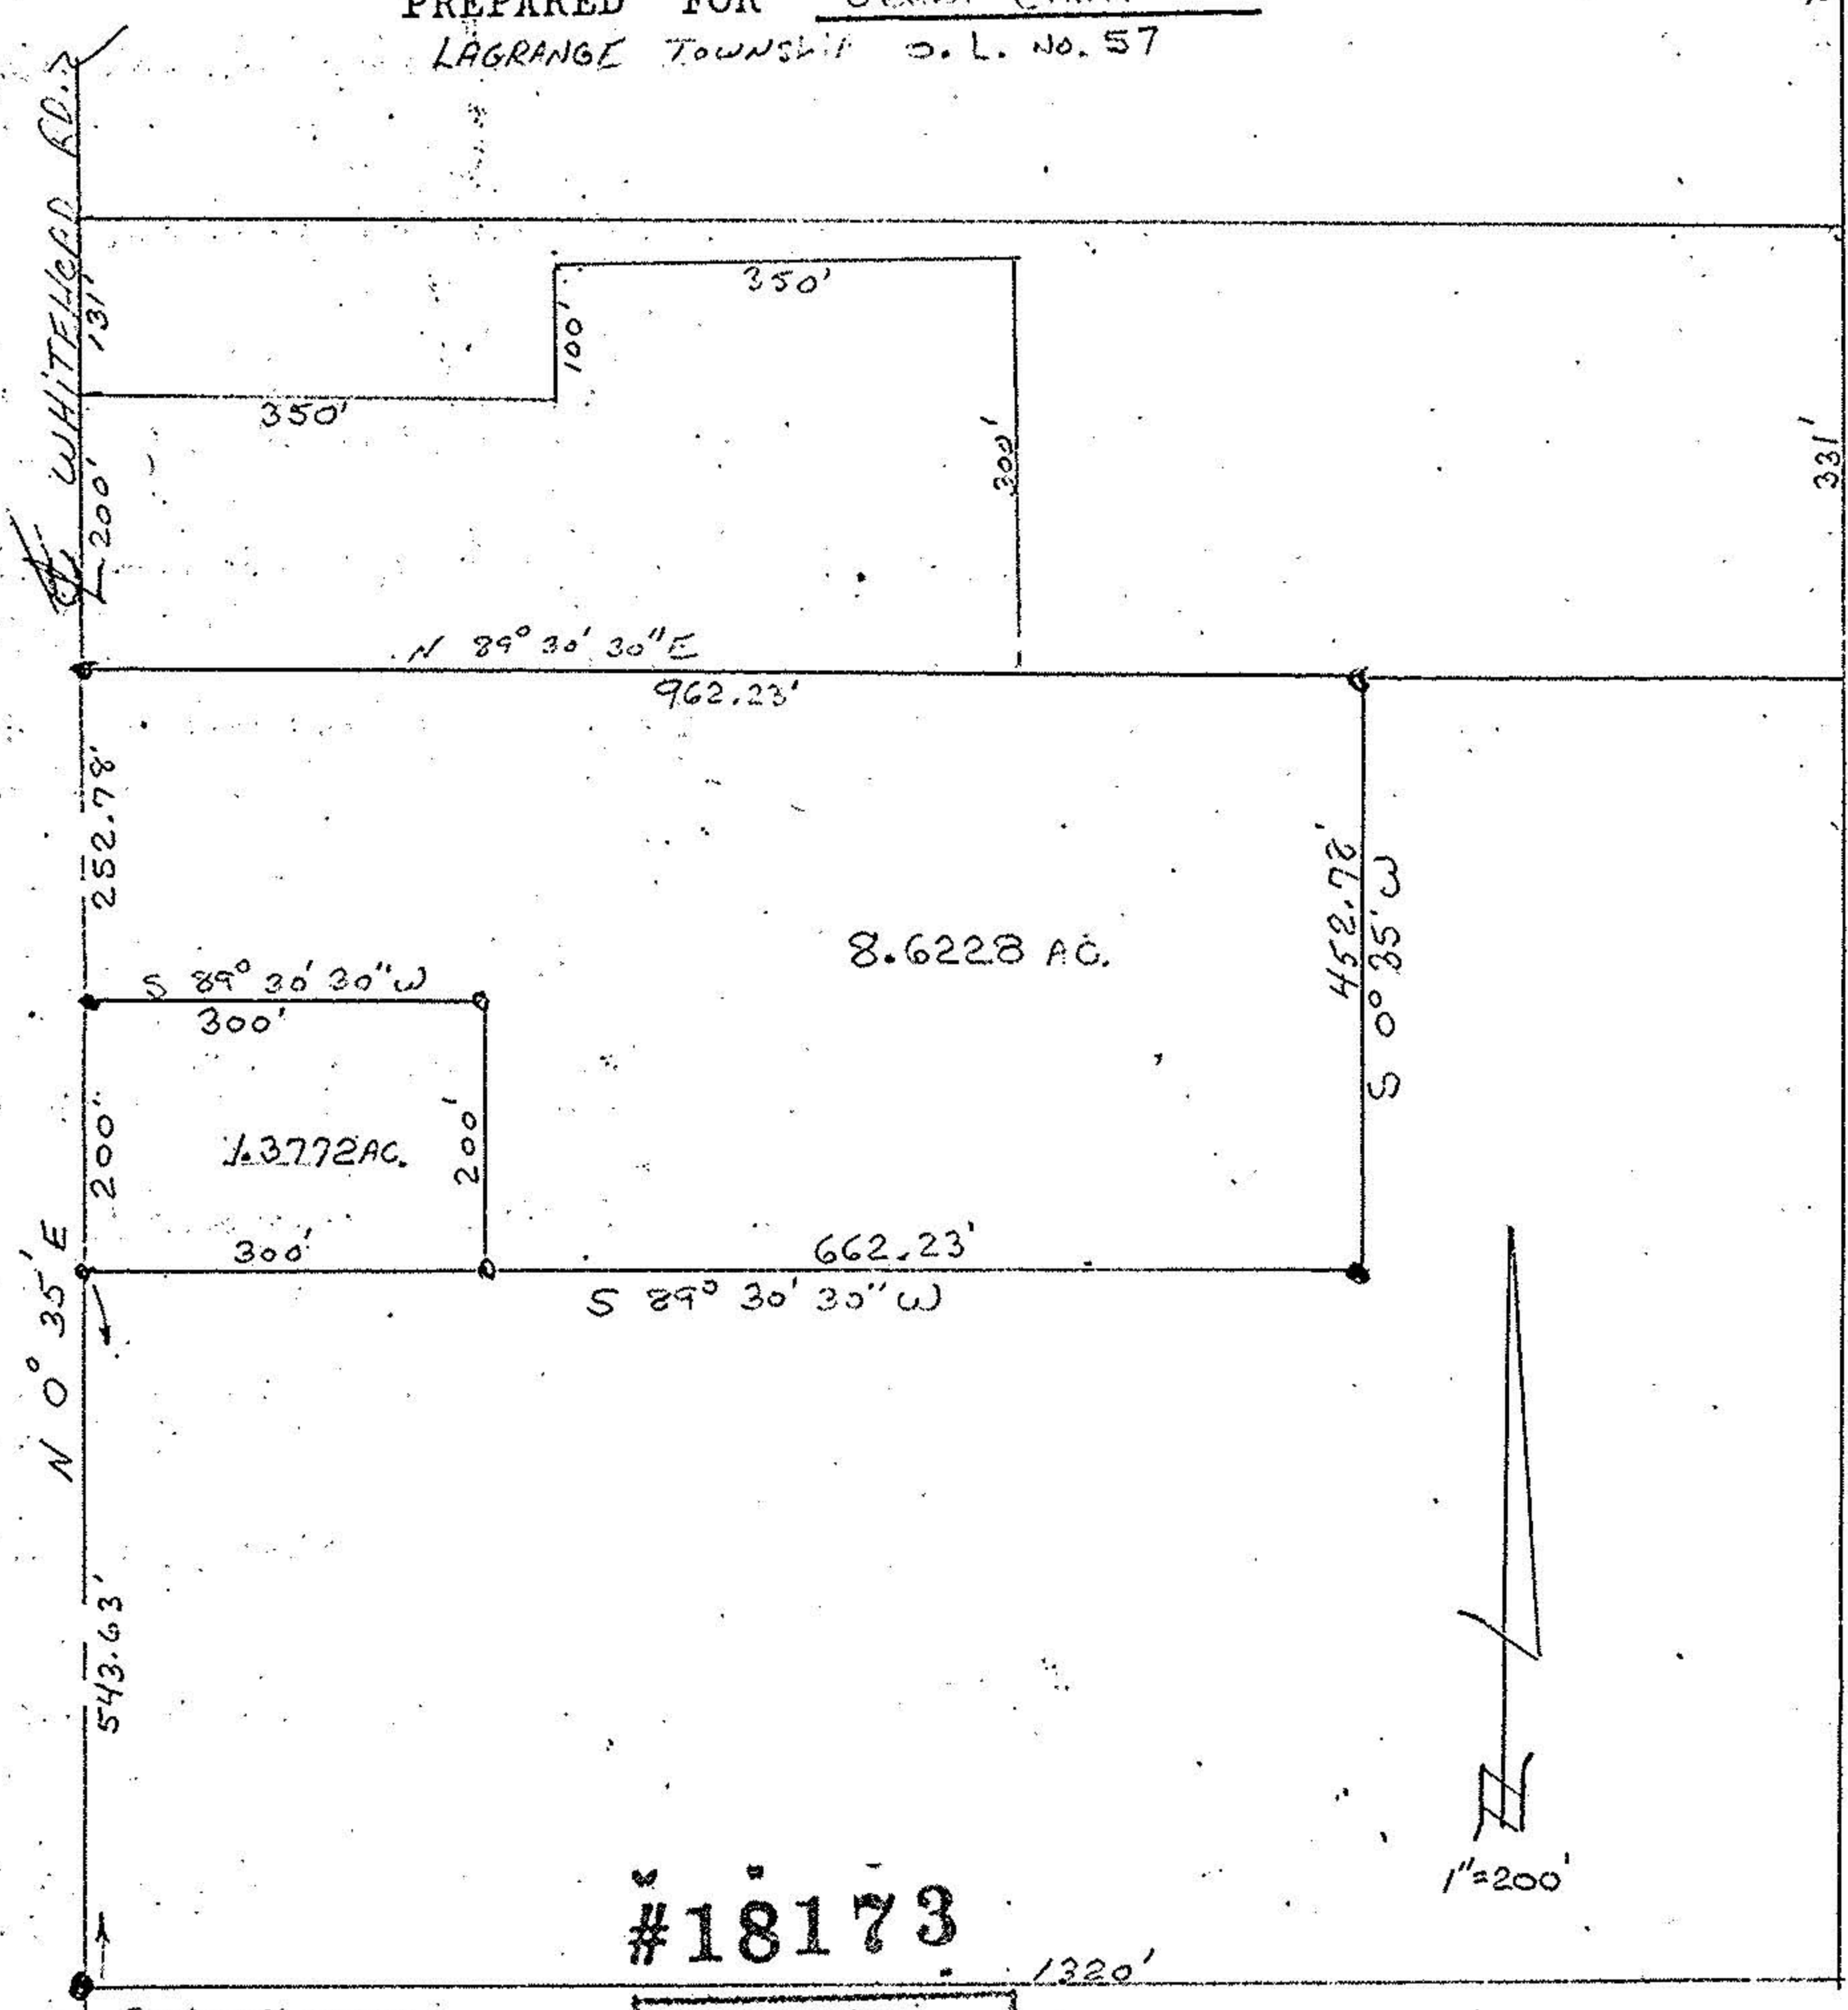 PREPARED FOR
LAGRANGE TOWNSHIP O. L. No. 57
WHITEHEAD RD.
131'
350'
100'
350'
300'
331'
200'
N 89° 30' 30" E
962.23'
252.78'
452.78'
S 0° 35' W
8.6228 AC.
S 89° 30' 30" W
300'
200"
1.3772 AC.
200'
300'
662.23'
S 89° 30' 30" W
N 0° 35' E
543.63'
1"=200'
#18173
1320'